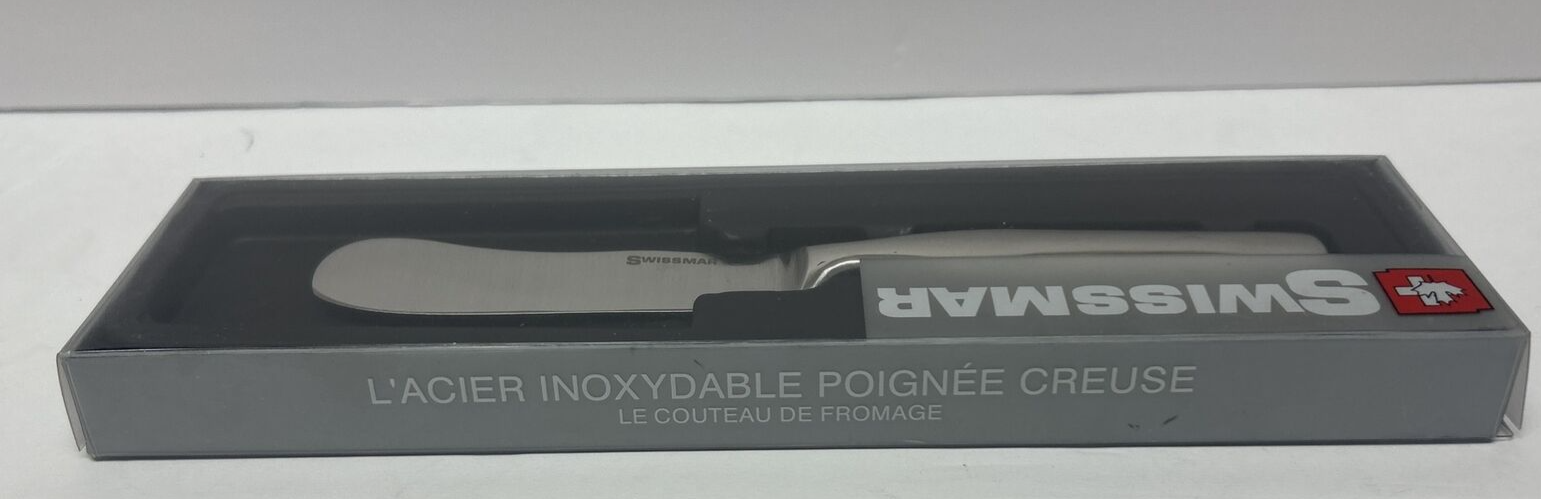 SWISSMAR
SWISSMAR
L'ACIER INOXYDABLE POIGNÉE CREUSE
LE COUTEAU DE FROMAGE